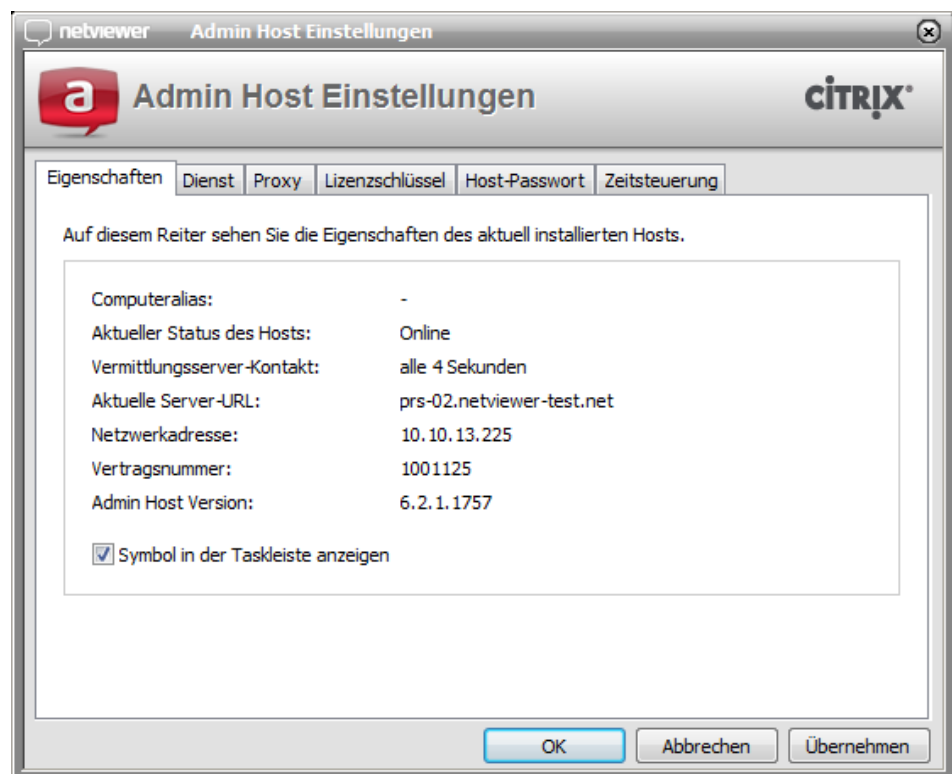 netviewer Admin Host Einstellungen
a Admin Host Einstellungen CITRIX®
Eigenschaften Dienst Proxy Lizenzschlüssel Host-Passwort Zeitsteuerung
Auf diesem Reiter sehen Sie die Eigenschaften des aktuell installierten Hosts.
Computeralias: -
Aktueller Status des Hosts: Online
Vermittlungsserver-Kontakt: alle 4 Sekunden
Aktuelle Server-URL: prs-02.netviewer-test.net
Netzwerkadresse: 10.10.13.225
Vertragsnummer: 1001125
Admin Host Version: 6.2.1.1757
Symbol in der Taskleiste anzeigen
OK Abbrechen Übernehmen